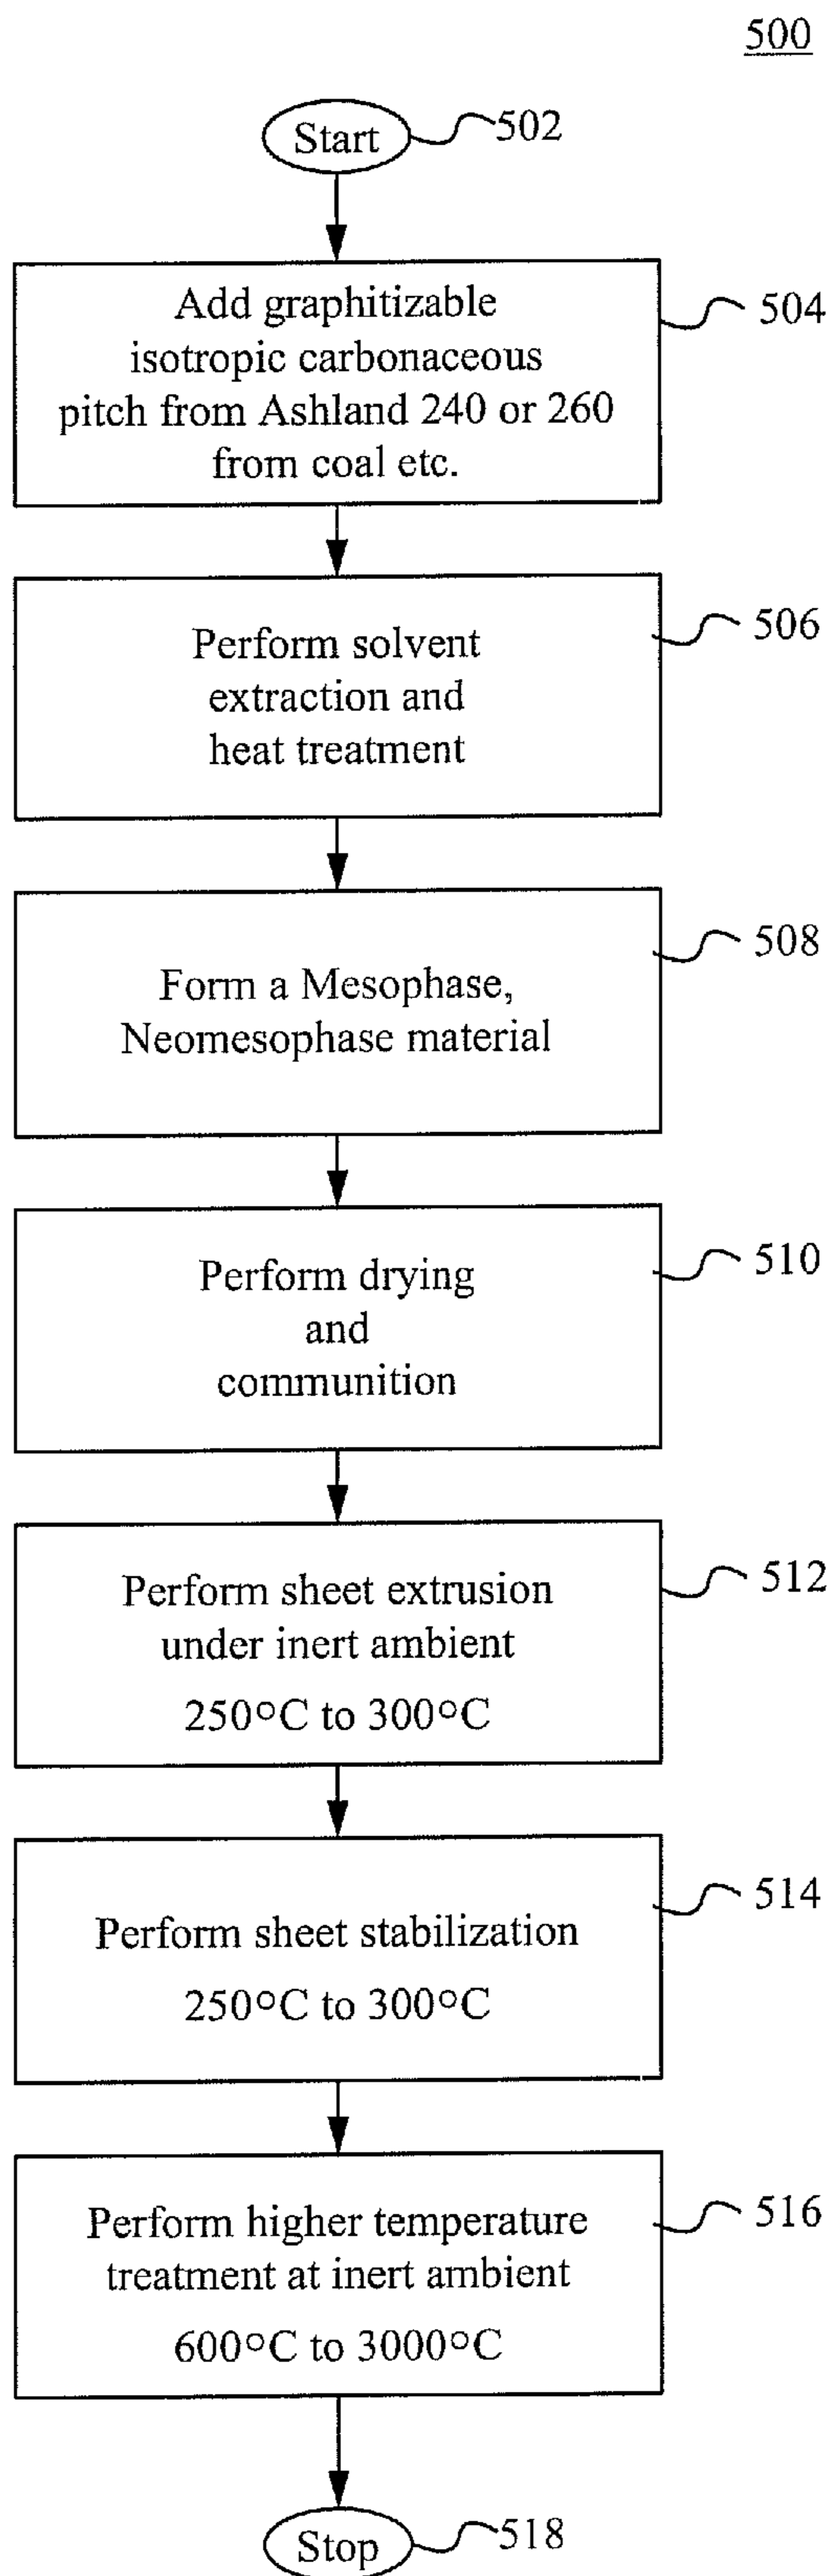 500
Start
502
Add graphitizable
isotropic carbonaceous
pitch from Ashland 240 or 260
from coal etc.
504
Perform solvent
extraction and
heat treatment
506
Form a Mesophase,
Neomesophase material
508
Perform drying
and
communition
510
Perform sheet extrusion
under inert ambient
250°C to 300°C
512
Perform sheet stabilization
250°C to 300°C
514
Perform higher temperature
treatment at inert ambient
600°C to 3000°C
516
Stop
518